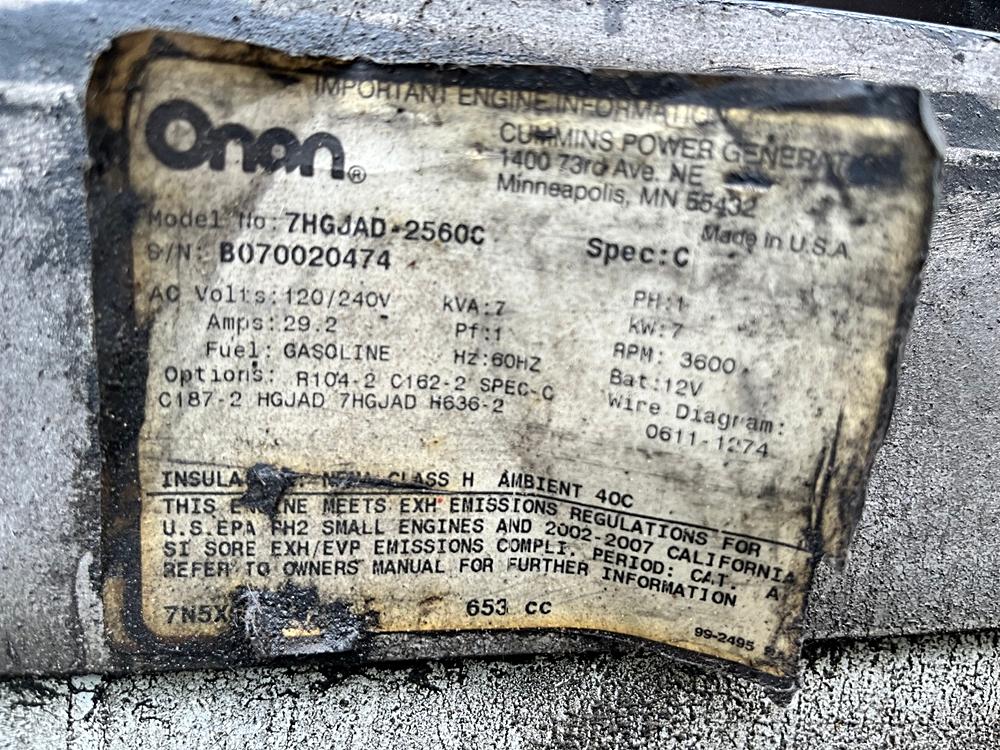 IMPORTANT ENGINE INFORMATION
Onan®
CUMMINS POWER GENERATION
1400 73rd Ave. NE
Minneapolis, MN 55432
Made in U.S.A
Model No: 7HGJAD-2560C
S/N: B070020474
Spec:C
AC Volts:120/240V kVA:7 PH:1
Amps:29.2 Pf:1 kW:7
Fuel: GASOLINE Hz:60HZ RPM: 3600
Options: R104-2 C162-2 SPEC-C Bat:12V
C187-2 HGJAD 7HGJAD H636-2 Wire Diagram:
0611-1274
CLASS H AMBIENT 40C
THIS ENGINE MEETS EXH EMISSIONS REGULATIONS FOR
U.S.EPA PH2 SMALL ENGINES AND 2002-2007 CALIFORNIA
SI SORE EXH/EVP EMISSIONS COMPLI. PERIOD: CAT. A
REFER TO OWNERS MANUAL FOR FURTHER INFORMATION
653 cc
99-2495